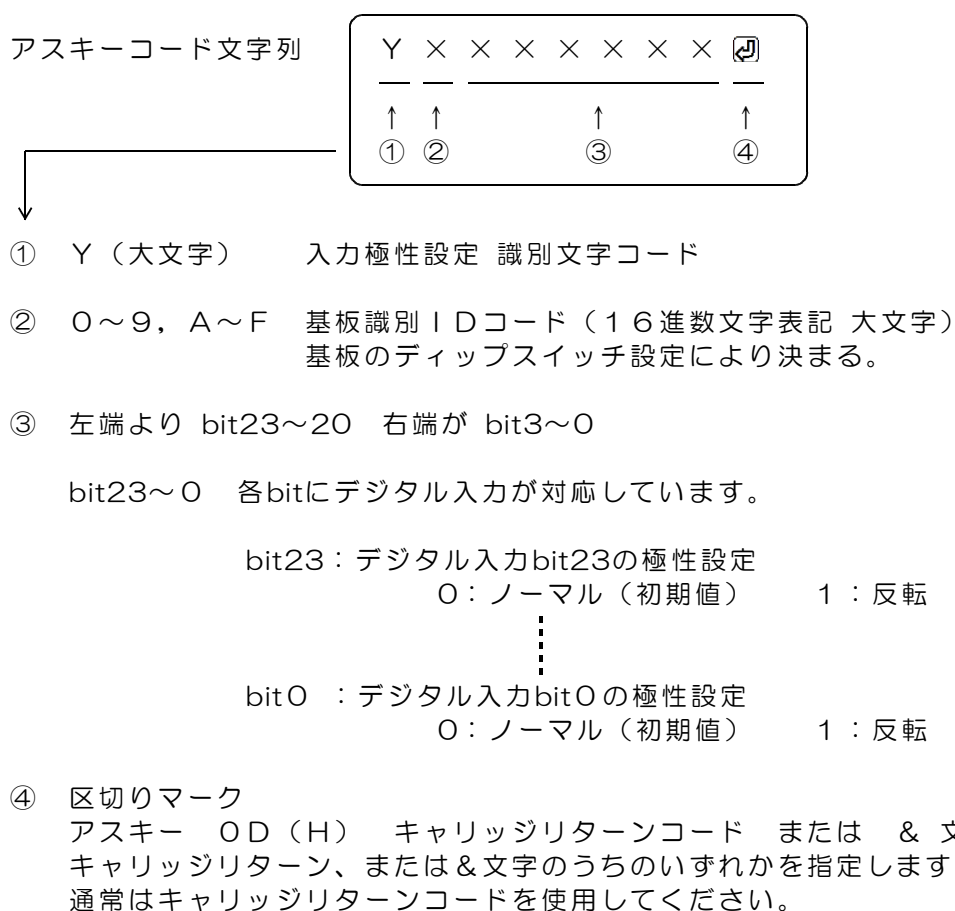 アスキーコード文字列
Y × × × × × × ×
↑ ↑ ↑ ↑
① ② ③ ④
① Y（大文字） 入力極性設定 識別文字コード
② 0～9, A～F 基板識別IDコード（16進数文字表記 大文字）
基板のディップスイッチ設定により決まる。
③ 左端より bit23～20 右端が bit3～0
bit23～0 各bitにデジタル入力が対応しています。
bit23：デジタル入力bit23の極性設定
0：ノーマル（初期値） 1：反転
bit0 ：デジタル入力bit0の極性設定
0：ノーマル（初期値） 1：反転
④ 区切りマーク
アスキー 0D（H） キャリッジリターンコード または &
キャリッジリターン、または&文字のうちのいずれかを指定します
通常はキャリッジリターンコードを使用してください。